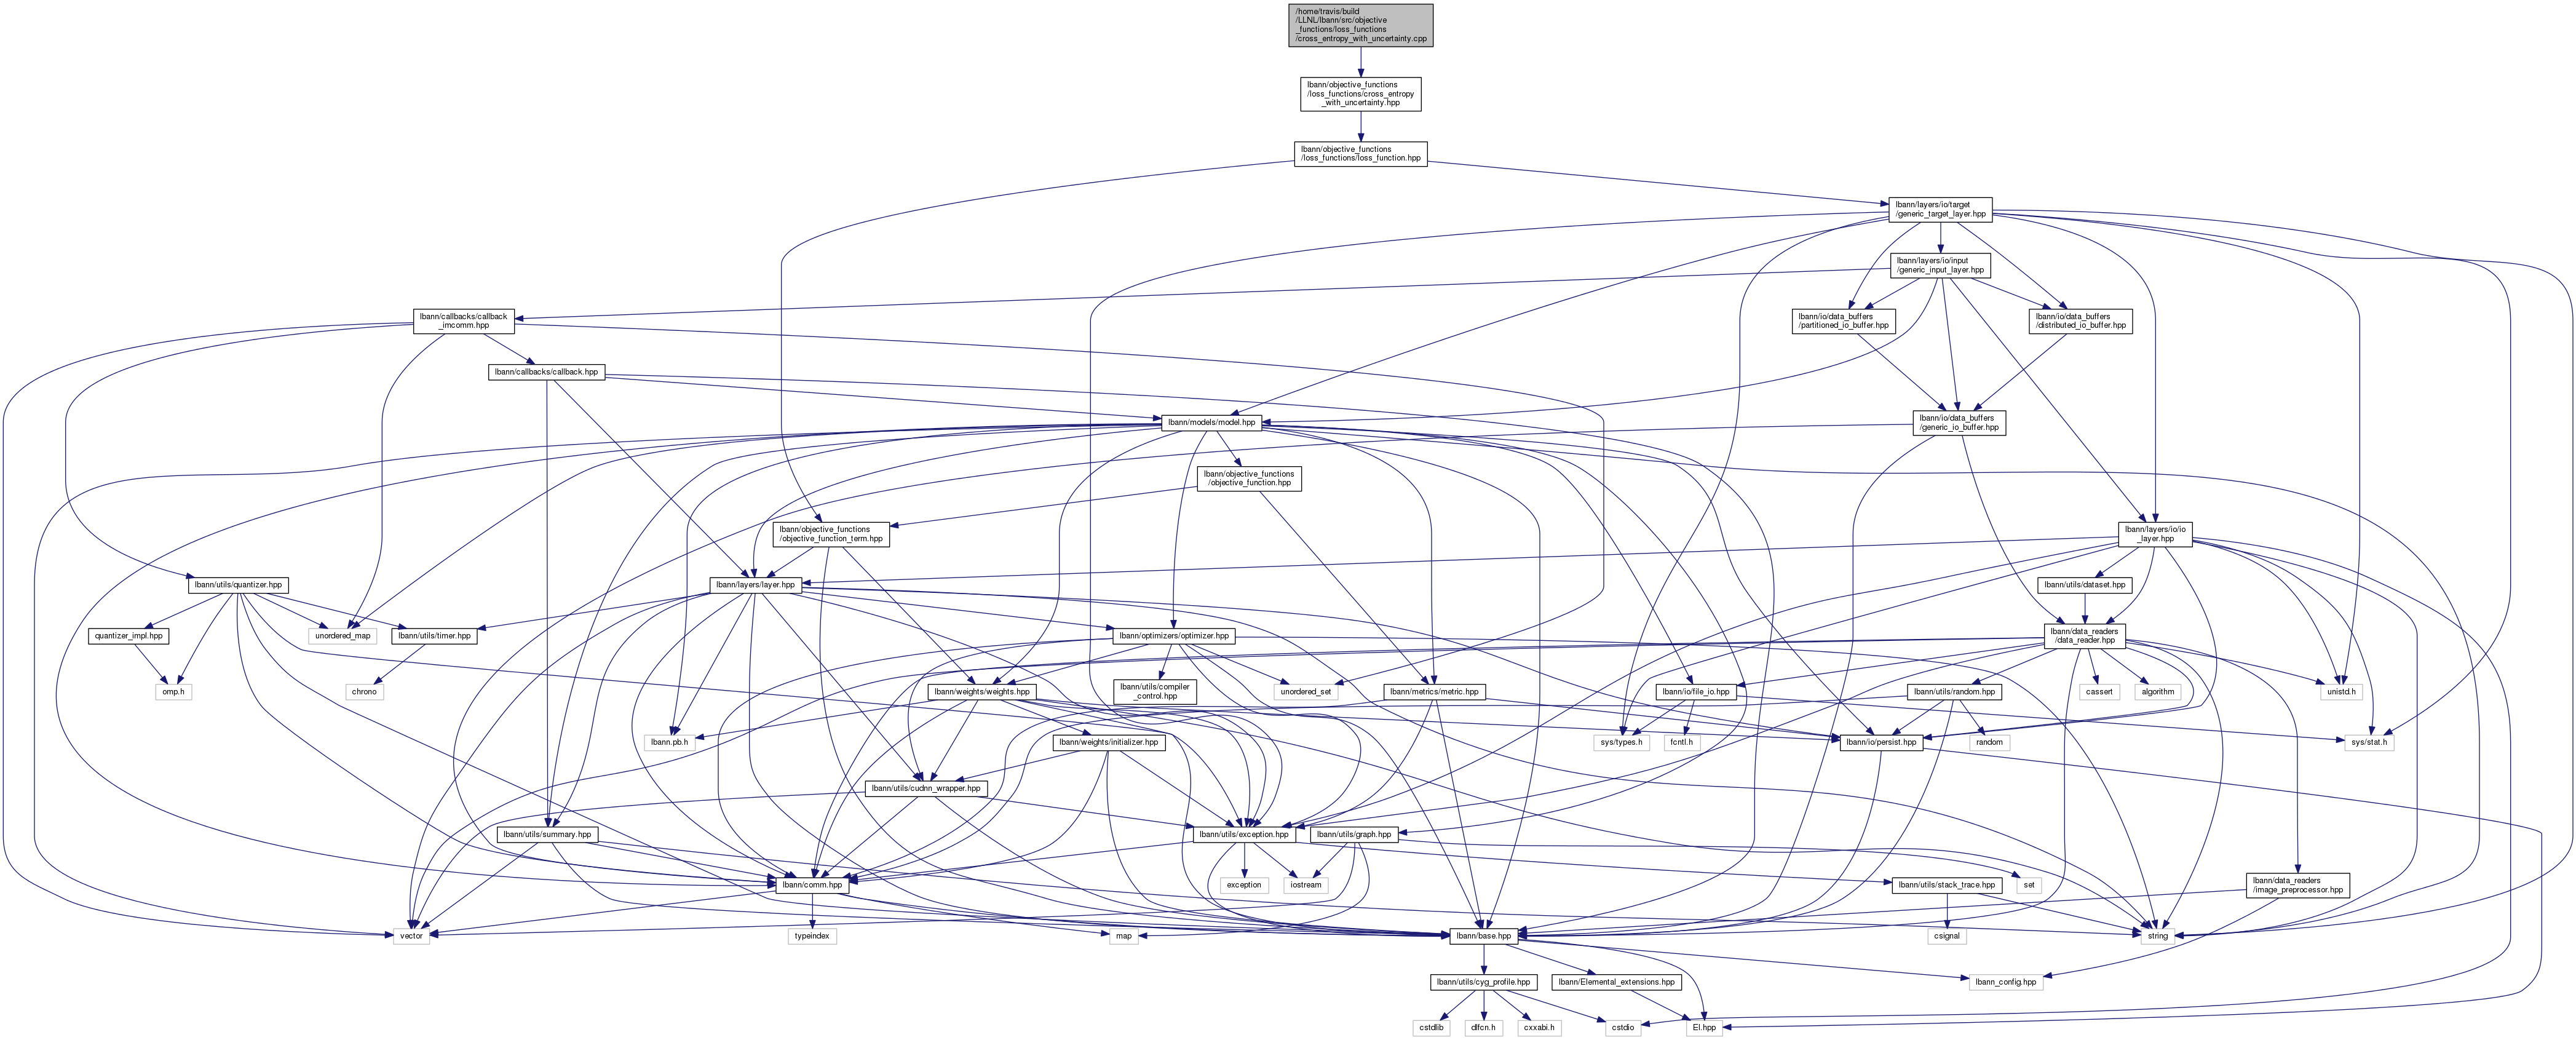 /home/travis/build
/LLNL/lbann/src/objective
_functions/loss_functions
/cross_entropy_with_uncertainty.cpp
lbann/objective_functions
/loss_functions/cross_entropy
_with_uncertainty.hpp
lbann/objective_functions
/loss_functions/loss_function.hpp
lbann/layers/io/target
/generic_target_layer.hpp
lbann/layers/io/input
/generic_input_layer.hpp
lbann/callbacks/callback
_imcomm.hpp
lbann/io/data_buffers
/partitioned_io_buffer.hpp
lbann/io/data_buffers
/distributed_io_buffer.hpp
lbann/callbacks/callback.hpp
lbann/models/model.hpp
lbann/io/data_buffers
/generic_io_buffer.hpp
lbann/objective_functions
/objective_function.hpp
lbann/objective_functions
/objective_function_term.hpp
lbann/layers/io/io
_layer.hpp
lbann/utils/quantizer.hpp
lbann/layers/layer.hpp
lbann/utils/dataset.hpp
quantizer_impl.hpp
unordered_map
lbann/utils/timer.hpp
lbann/optimizers/optimizer.hpp
lbann/data_readers
/data_reader.hpp
omp.h
chrono
lbann/weights/weights.hpp
lbann/utils/compiler
_control.hpp
unordered_set
lbann/metrics/metric.hpp
lbann/io/file_io.hpp
lbann/utils/random.hpp
cassert
algorithm
unistd.h
lbann.pb.h
lbann/weights/initializer.hpp
sys/types.h
fcntl.h
lbann/io/persist.hpp
random
sys/stat.h
lbann/utils/cudnn_wrapper.hpp
lbann/utils/summary.hpp
lbann/utils/exception.hpp
lbann/utils/graph.hpp
lbann/comm.hpp
exception
iostream
lbann/utils/stack_trace.hpp
set
lbann/data_readers
/image_preprocessor.hpp
vector
typeindex
map
lbann/base.hpp
csignal
string
lbann/utils/cyg_profile.hpp
lbann/Elemental_extensions.hpp
lbann_config.hpp
cstdlib
dlfcn.h
cxxabi.h
cstdio
El.hpp